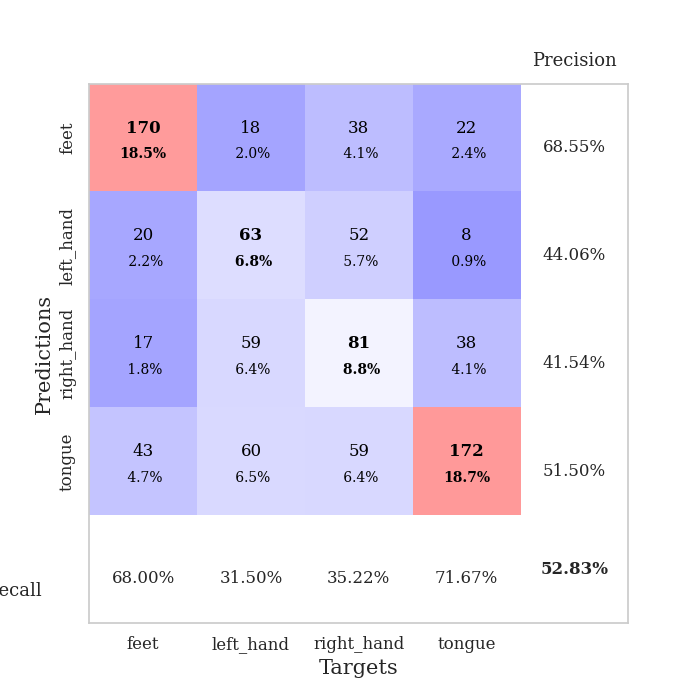 Precision
feet
170 18 38 22
18.5% 2.0% 4.1% 2.4%
68.55%
left_hand
20 63 52 8
2.2% 6.8% 5.7% 0.9%
44.06%
Predictions
right_hand
17 59 81 38
1.8% 6.4% 8.8% 4.1%
41.54%
tongue
43 60 59 172
4.7% 6.5% 6.4% 18.7%
51.50%
ecall
68.00% 31.50% 35.22% 71.67% 52.83%
feet left_hand right_hand tongue
Targets